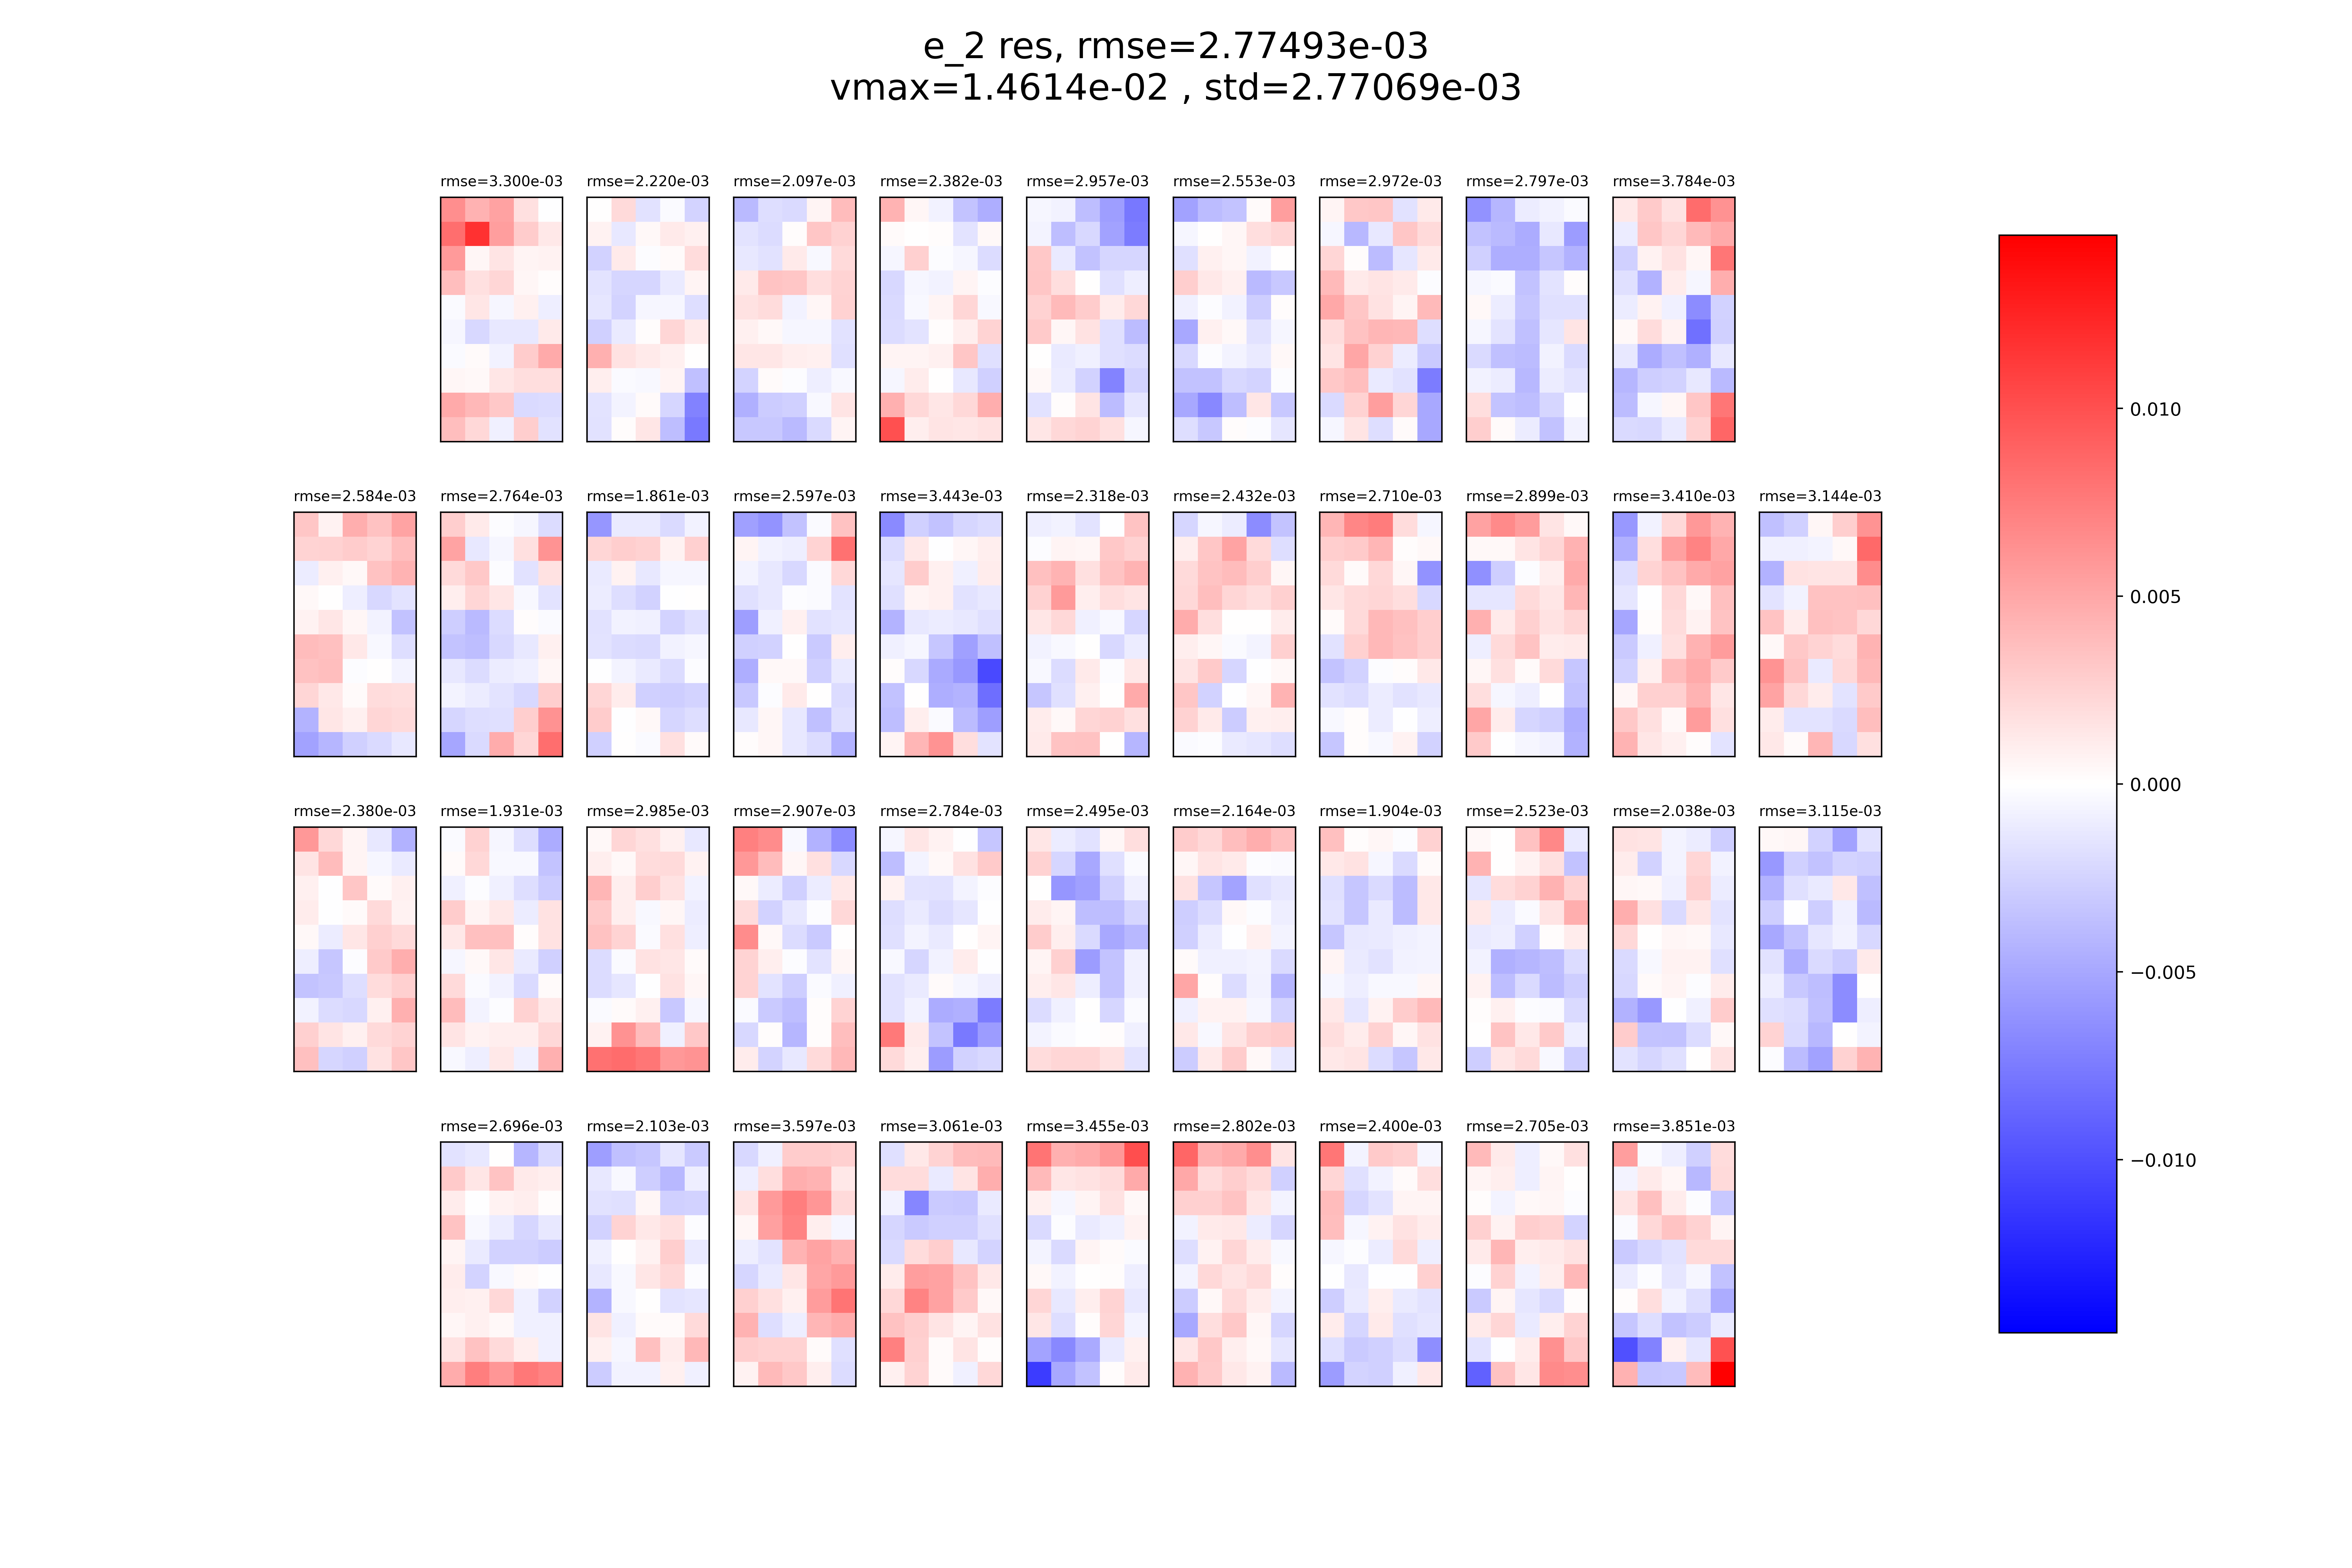 e_2 res, rmse=2.77493e-03
vmax=1.4614e-02 , std=2.77069e-03
rmse=3.300e-03 rmse=2.220e-03 rmse=2.097e-03 rmse=2.382e-03 rmse=2.957e-03 rmse=2.553e-03 rmse=2.972e-03 rmse=2.797e-03 rmse=3.784e-03
rmse=2.584e-03 rmse=2.764e-03 rmse=1.861e-03 rmse=2.597e-03 rmse=3.443e-03 rmse=2.318e-03 rmse=2.432e-03 rmse=2.710e-03 rmse=2.899e-03 rmse=3.410e-03 rmse=3.144e-03
rmse=2.380e-03 rmse=1.931e-03 rmse=2.985e-03 rmse=2.907e-03 rmse=2.784e-03 rmse=2.495e-03 rmse=2.164e-03 rmse=1.904e-03 rmse=2.523e-03 rmse=2.038e-03 rmse=3.115e-03
rmse=2.696e-03 rmse=2.103e-03 rmse=3.597e-03 rmse=3.061e-03 rmse=3.455e-03 rmse=2.802e-03 rmse=2.400e-03 rmse=2.705e-03 rmse=3.851e-03
0.010
0.005
0.000
−0.005
−0.010